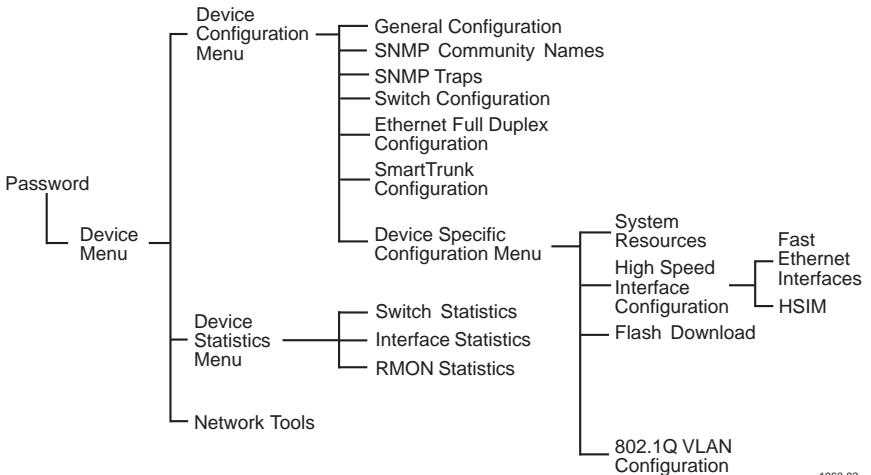 Password
Device
Menu
Device
Configuration
Menu
General Configuration
SNMP Community Names
SNMP Traps
Switch Configuration
Ethernet Full Duplex
Configuration
SmartTrunk
Configuration
Device Specific
Configuration Menu
System
Resources
High Speed
Interface
Configuration
Fast
Ethernet
Interfaces
HSIM
Flash Download
802.1Q VLAN
Configuration
Device
Statistics
Menu
Switch Statistics
Interface Statistics
RMON Statistics
Network Tools